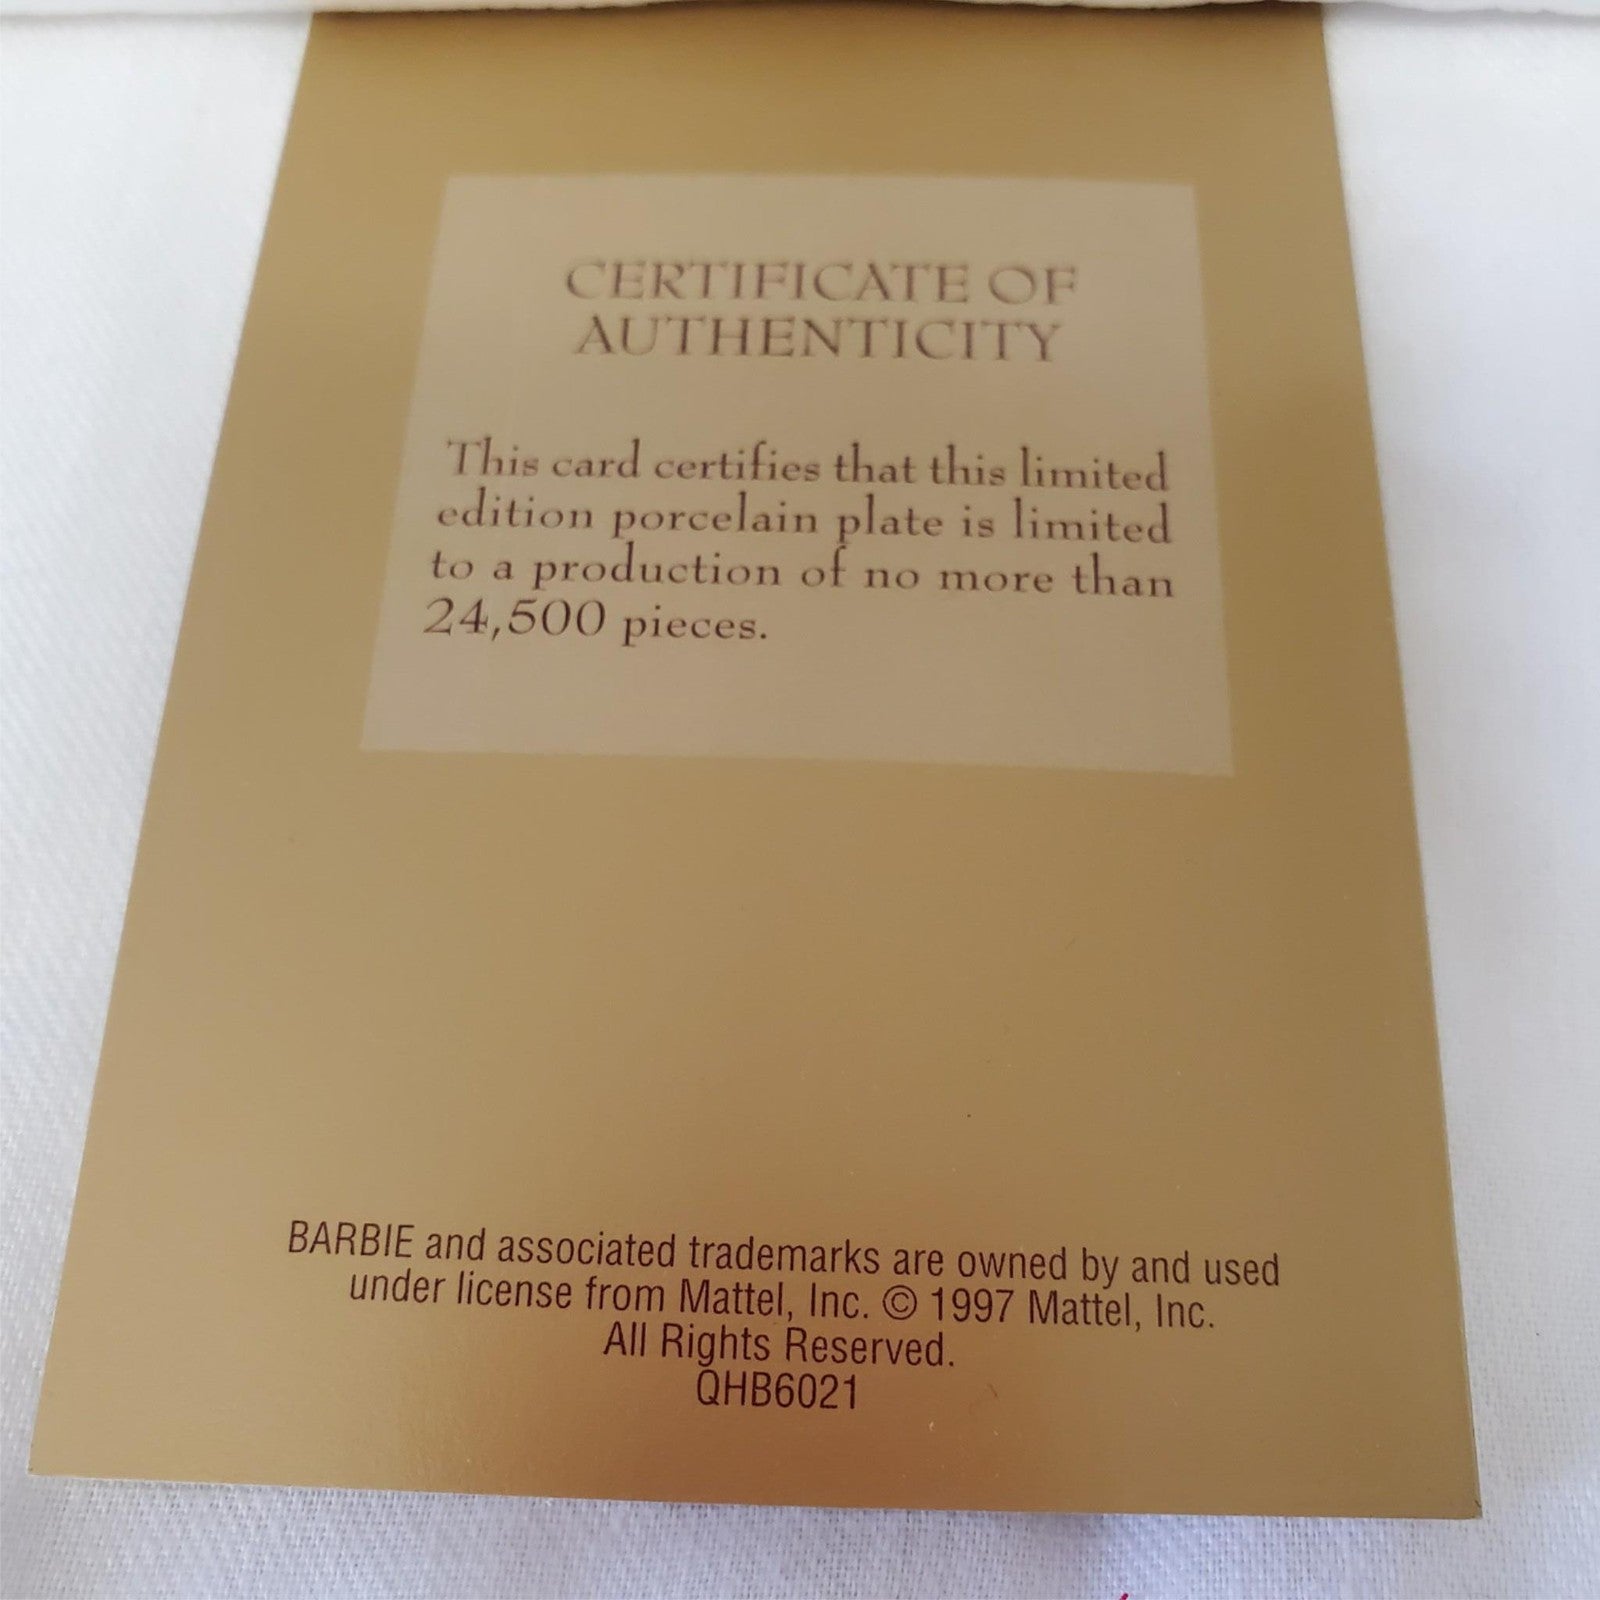 CERTIFICATE OF
AUTHENTICITY
This card certifies that this limited
edition porcelain plate is limited
to a production of no more than
24,500 pieces.
BARBIE and associated trademarks are owned by and used
under license from Mattel, Inc. © 1997 Mattel, Inc.
All Rights Reserved.
QHB6021